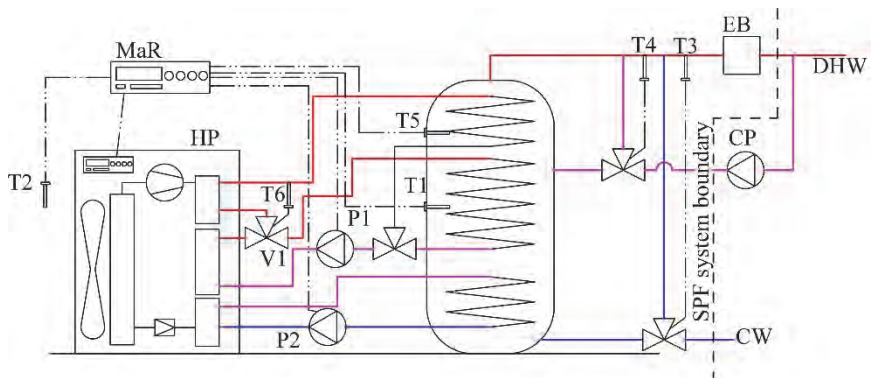 MaR
T4 T3
EB
DHW
T5
HP
SPF system boundary
CP
T2
T6
T1
P1
V1
P2
CW